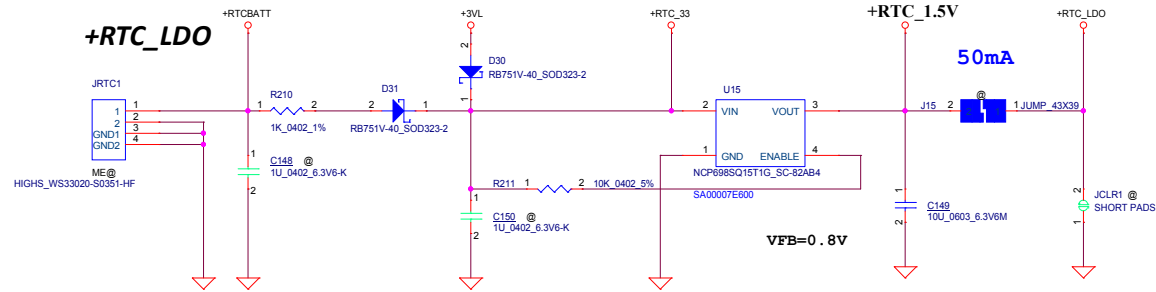 +RTCBATT
+3VL
+RTC_33
+RTC_1.5V
+RTC_LDO
+RTC_LDO
50mA
JRTC1
1
2
3
4
1
2
GND1
GND2
ME@
HIGHS_WS33020-S0351-HF
R210
1
2
1K_0402_1%
D31
2
1
RB751V-40_SOD323-2
D30
RB751V-40_SOD323-2
2
1
C148 @
1U_0402_6.3V6-K
1
2
R211
1
2
10K_0402_5%
C150 @
1U_0402_6.3V6-K
1
2
U15
2
VIN
VOUT
3
1
GND
ENABLE
4
NCP698SQ15T1G_SC-82AB4
SA00007E600
VFB=0.8V
J15
2
@
1
JUMP_43X39
C149
10U_0603_6.3V6M
1
2
JCLR1 @
SHORT PADS
2
1